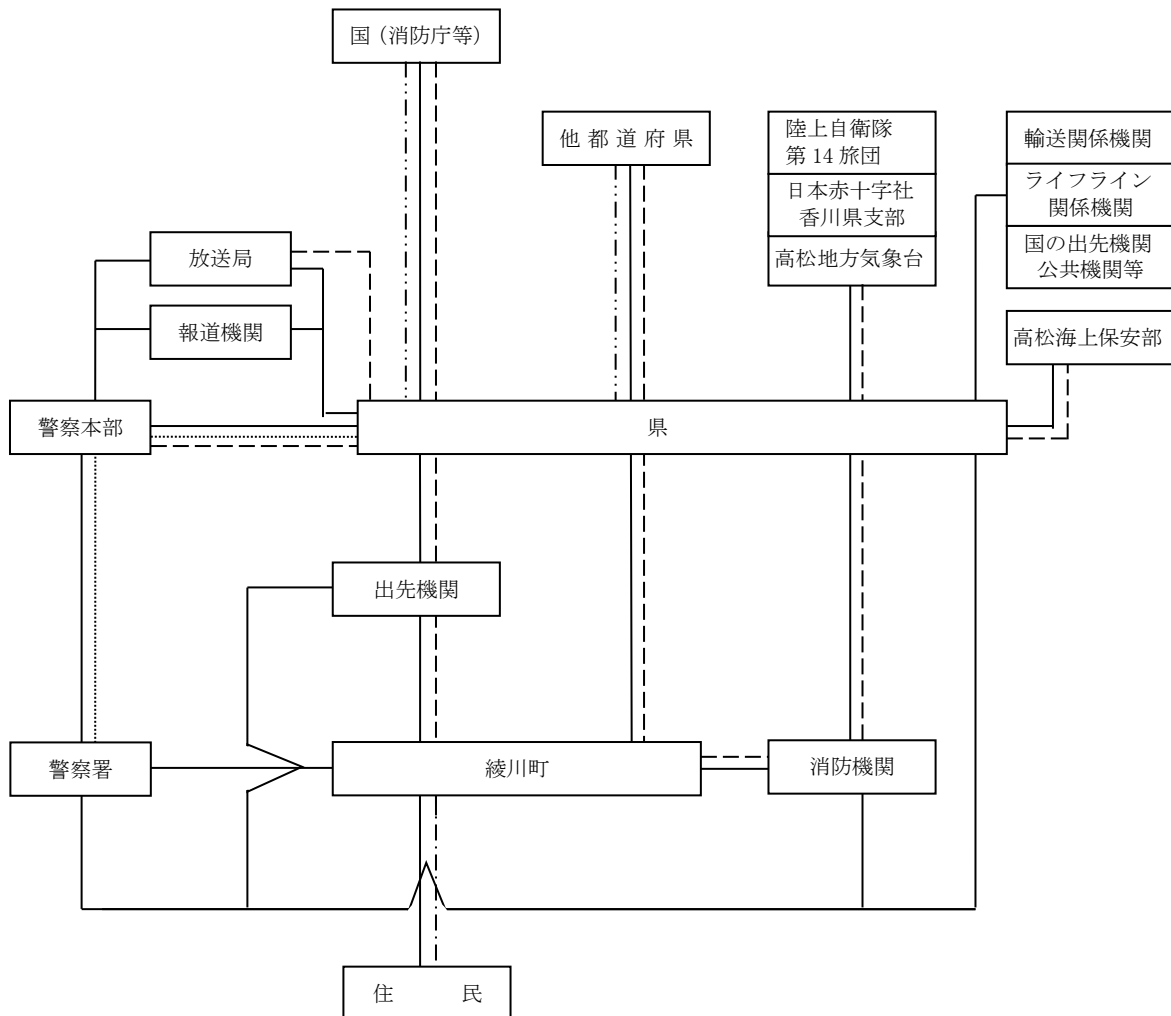 国（消防庁等）
他都道府県
陸上自衛隊
第14旅団
日本赤十字社
香川県支部
高松地方気象台
輸送関係機関
ライフライン
関係機関
国の出先機関
公共機関等
放送局
報道機関
高松海上保安部
警察本部
県
出先機関
警察署
綾川町
消防機関
住　　民